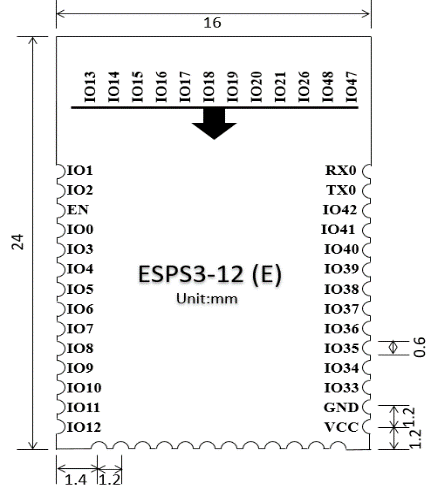 16
IO13 IO14 IO15 IO16 IO17 IO18 IO19 IO20 IO21 IO26 IO48 IO47
IO1 RX0
IO2 TX0
EN IO42
IO0 IO41
IO3 IO40
24
IO4 IO39
ESPS3-12 (E)
IO5 IO38
Unit:mm
IO6 IO37
IO7 IO36
IO8 IO35 0.6
IO9 IO34
IO10 IO33
IO11 GND 1.2
IO12 VCC 1.2
1.4 1.2